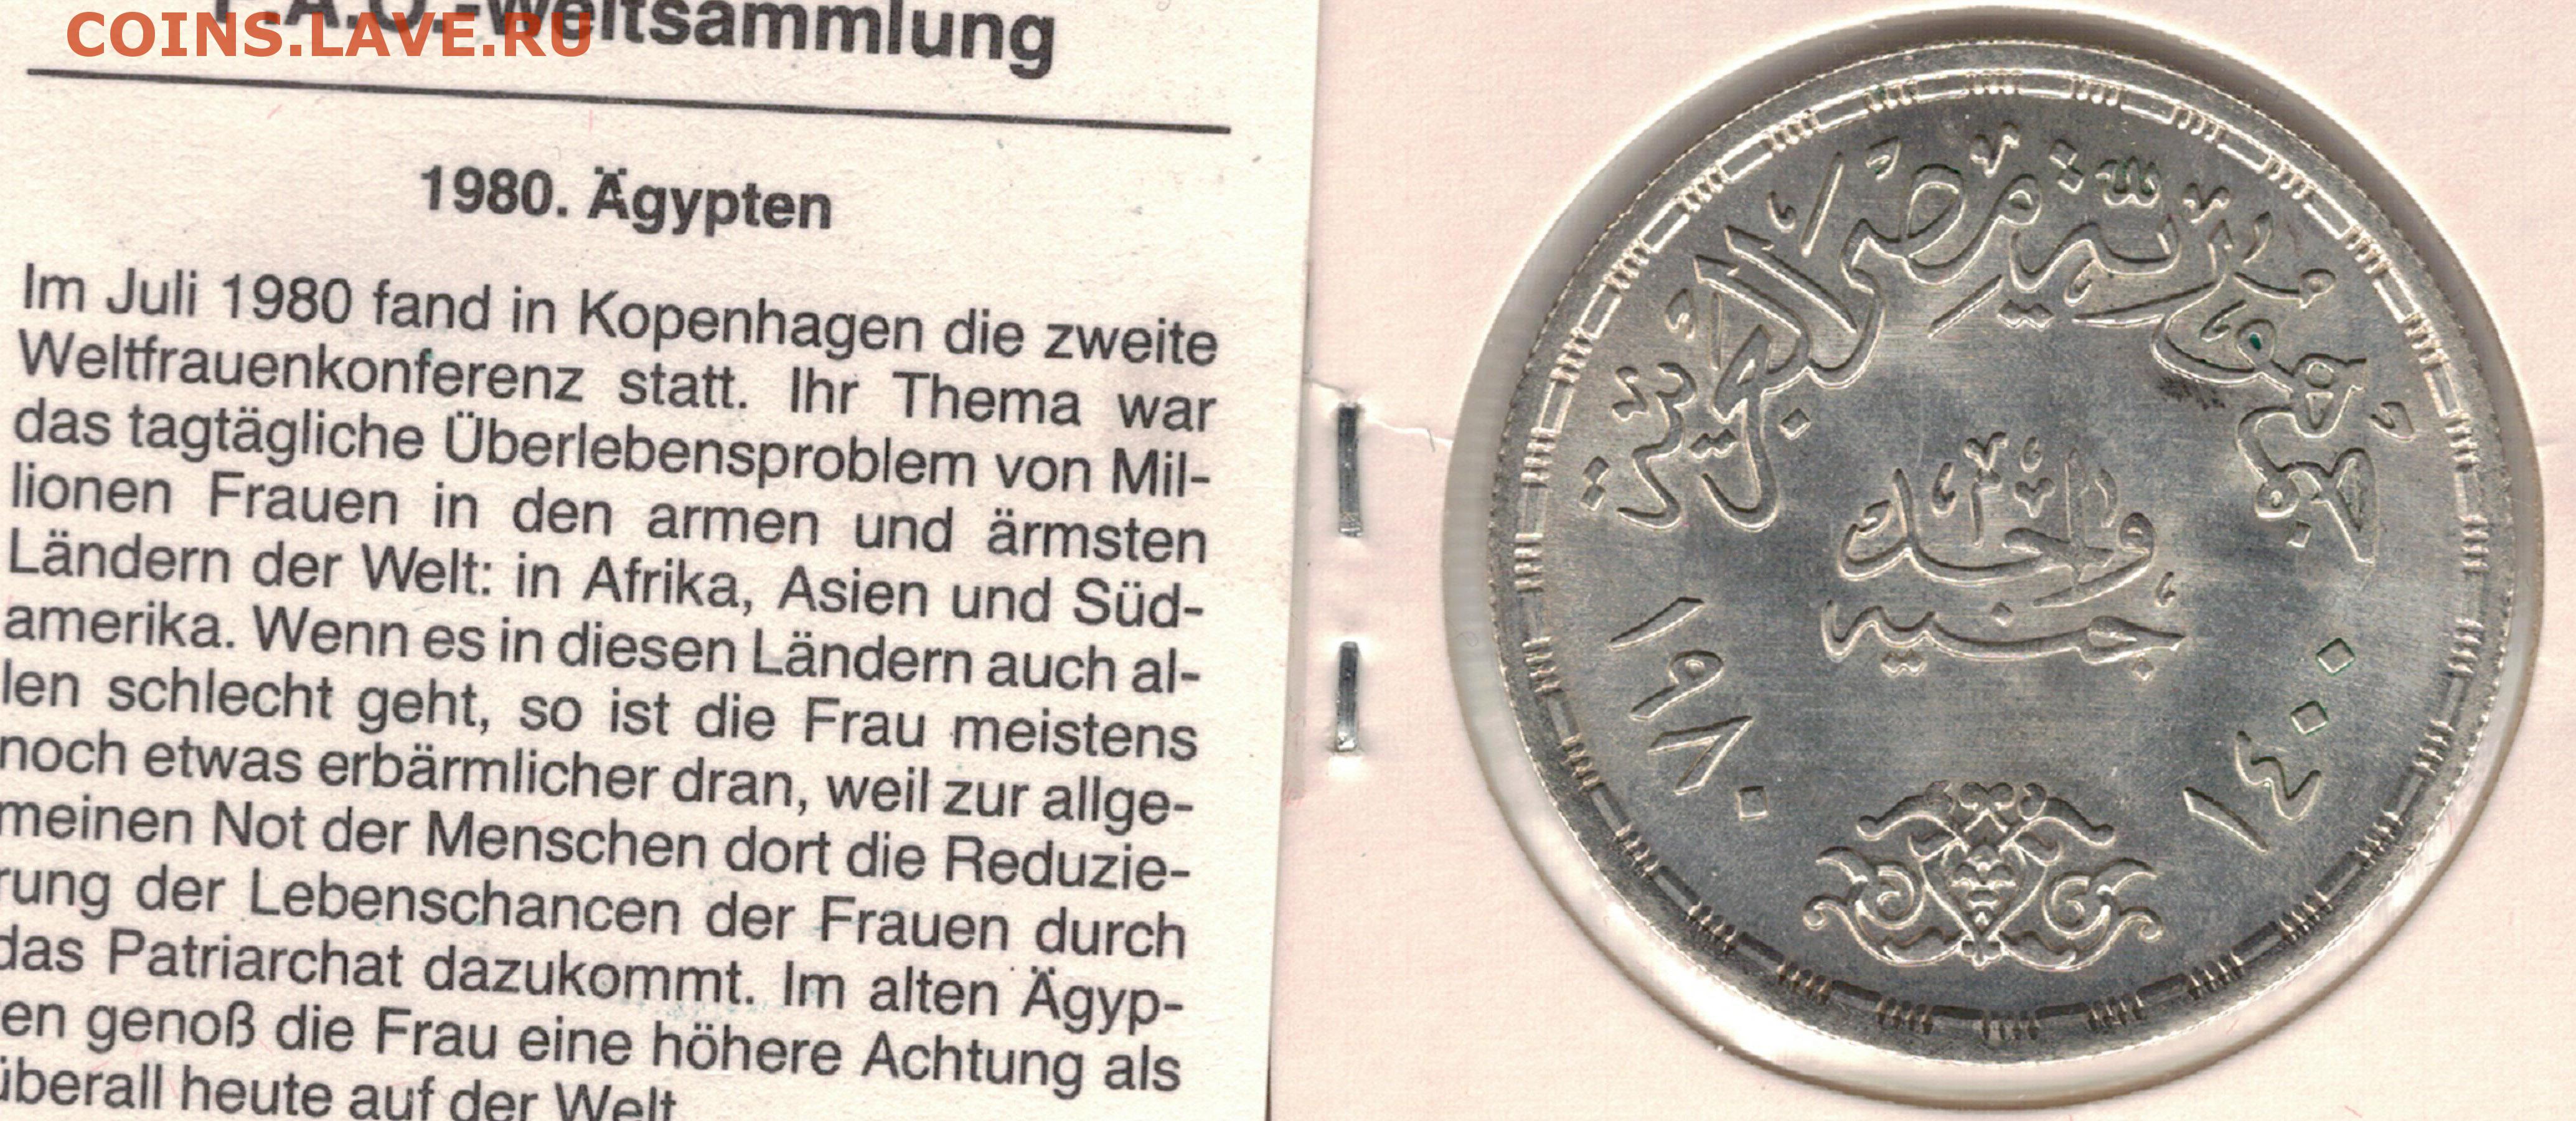 F.A.O.-Weltsammlung
COINS.LAVE.RU
1980. Ägypten
Im Juli 1980 fand in Kopenhagen die zweite
Weltfrauenkonferenz statt. Ihr Thema war
das tagtägliche Überlebensproblem von Mil-
lionen Frauen in den armen und ärmsten
Ländern der Welt: in Afrika, Asien und Süd-
amerika. Wenn es in diesen Ländern auch al-
len schlecht geht, so ist die Frau meistens
noch etwas erbärmlicher dran, weil zur allge-
meinen Not der Menschen dort die Reduzie-
rung der Lebenschancen der Frauen durch
das Patriarchat dazukommt. Im alten Ägyp-
en genoß die Frau eine höhere Achtung als
überall heute auf der Welt
جمهورية مصر العربية
واحد
جنيه
١٩٨٠
١٤٠٠